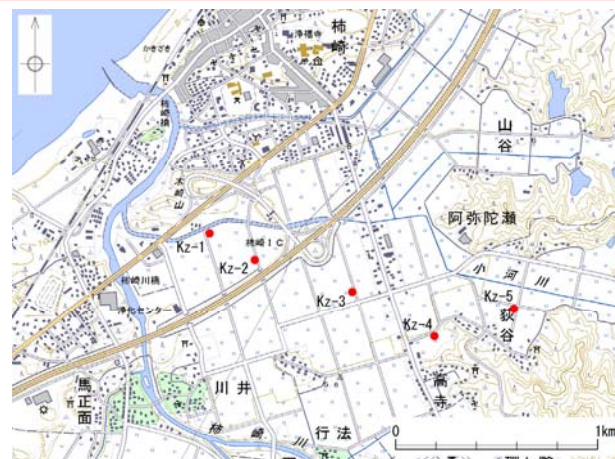 かきざき
浄福寺
柿崎
柿崎橋
山谷
木崎山
阿弥陀瀬
Kz-1
柿崎IC
Kz-2
小河川
柿崎川橋
Kz-3
Kz-5
荻谷
浄化センター
Kz-4
馬正面
川井
高寺
柿崎川
行法
0
1km